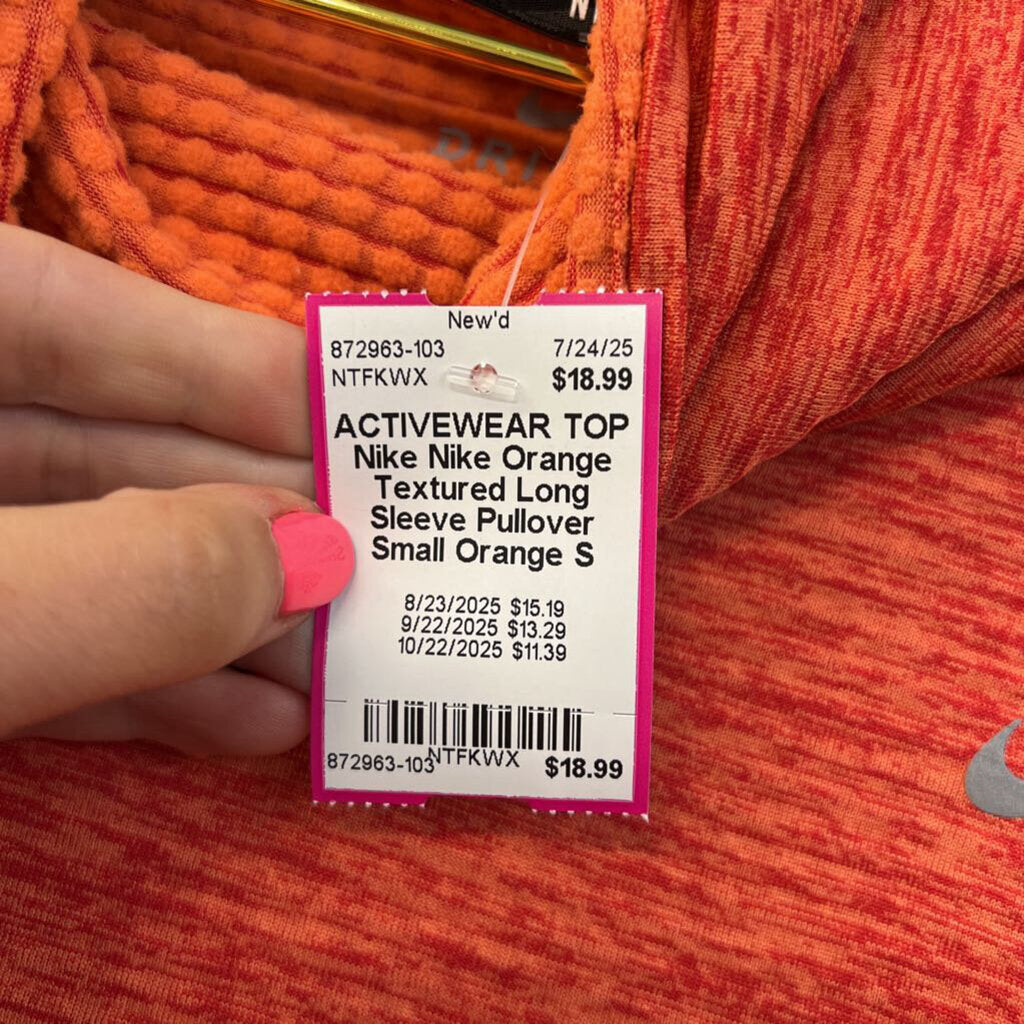 DRI
New'd
872963-103 7/24/25
NTFKWX $18.99
ACTIVEWEAR TOP
Nike Nike Orange
Textured Long
Sleeve Pullover
Small Orange S
8/23/2025 $15.19
9/22/2025 $13.29
10/22/2025 $11.39
872963-103 NTFKWX $18.99